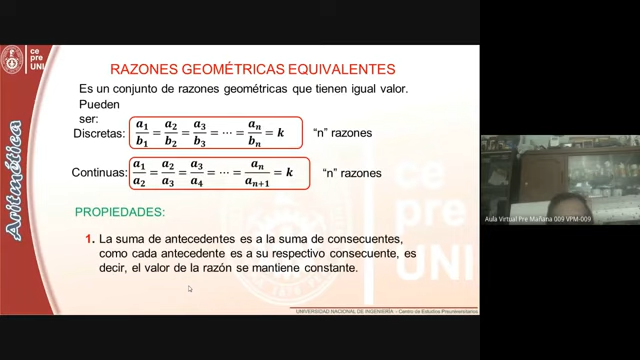 ce
pre
UNI
Aritmética
RAZONES GEOMÉTRICAS EQUIVALENTES
Es un conjunto de razones geométricas que tienen igual valor.
Pueden
ser:
Discretas: a₁/b₁ = a₂/b₂ = a₃/b₃ = ⋯ = aₙ/bₙ = k "n" razones
Continuas: a₁/a₂ = a₂/a₃ = a₃/a₄ = ⋯ = aₙ/aₙ₊₁ = k "n" razones
PROPIEDADES:
1. La suma de antecedentes es a la suma de consecuentes,
como cada antecedente es a su respectivo consecuente, es
decir, el valor de la razón se mantiene constante.
UNIVERSIDAD NACIONAL DE INGENIERÍA - Centro de Estudios Preuniversitarios
ce
pre
UNI
Aula Virtual Pre Mañana 009 VPM-009